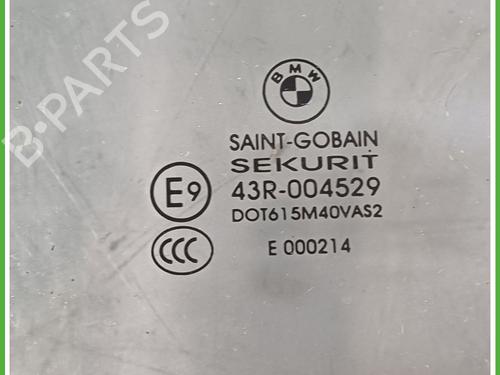 B-PARTS
BMW
SAINT-GOBAIN
SEKURIT
E9 43R-004529
DOT615M40VAS2
CCC E 000214